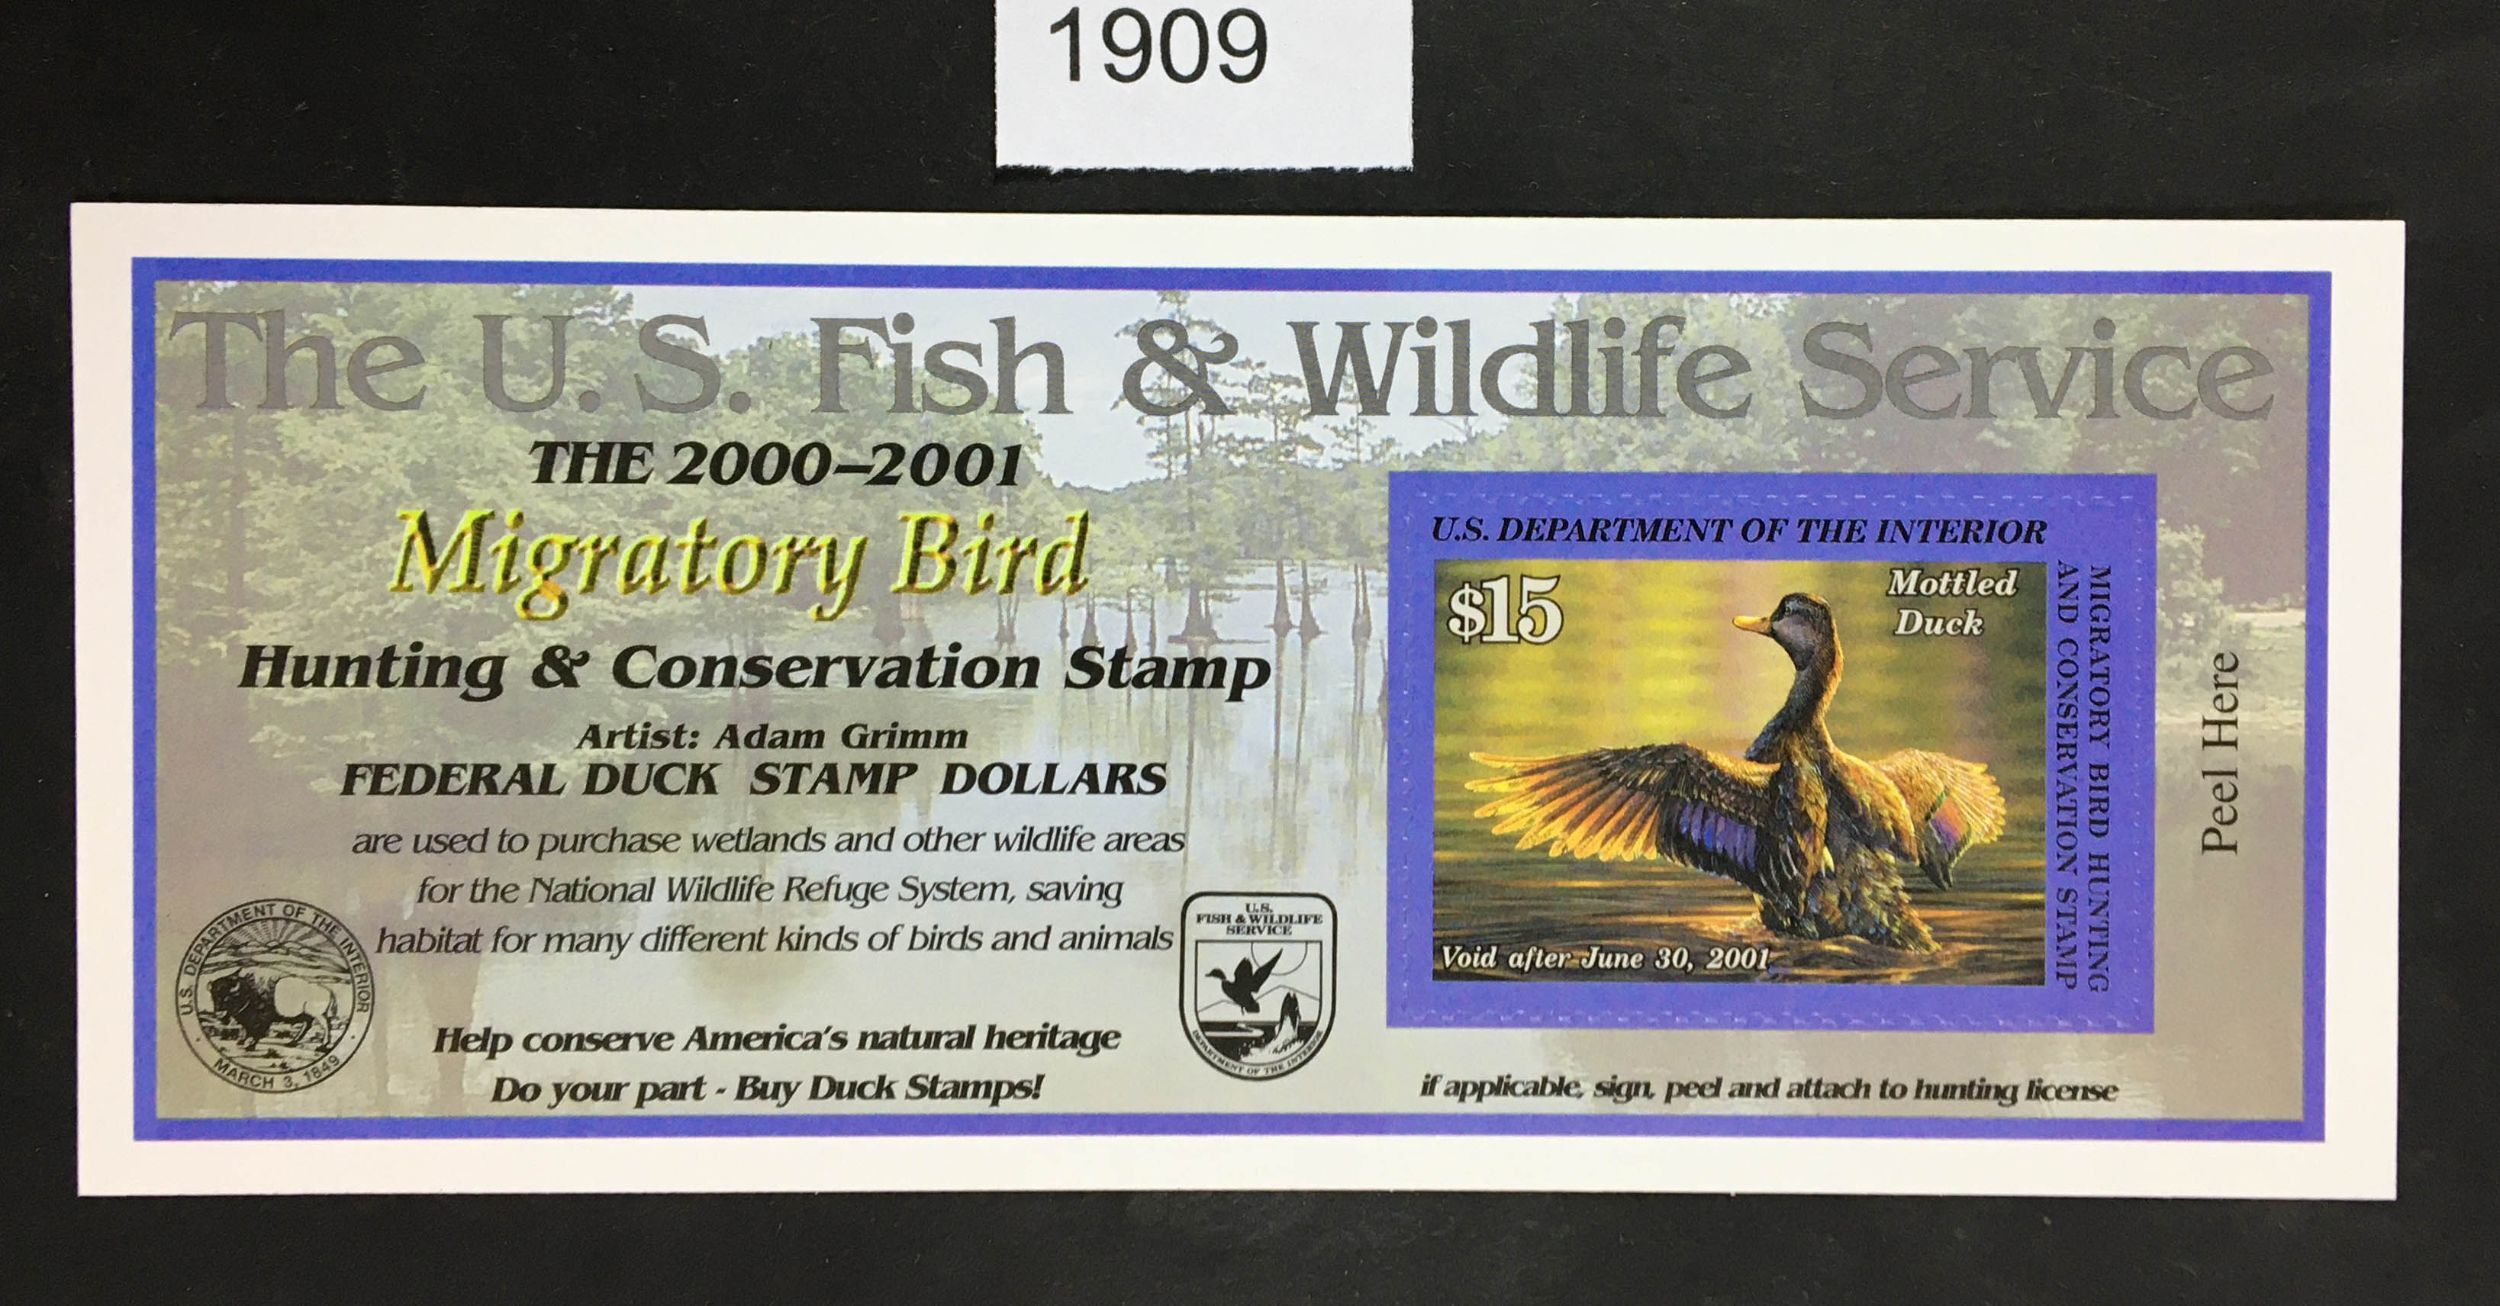 1909
The U.S. Fish & Wildlife Service
THE 2000–2001
Migratory Bird
Hunting & Conservation Stamp
Artist: Adam Grimm
FEDERAL DUCK STAMP DOLLARS
are used to purchase wetlands and other wildlife areas
for the National Wildlife Refuge System, saving
habitat for many different kinds of birds and animals
Help conserve America's natural heritage
Do your part - Buy Duck Stamps!
U.S. DEPARTMENT OF THE INTERIOR
MARCH 3, 1849
U.S.
FISH & WILDLIFE
SERVICE
DEPARTMENT OF THE INTERIOR
U.S. DEPARTMENT OF THE INTERIOR
$15
Mottled
Duck
Void after June 30, 2001
MIGRATORY BIRD HUNTING
AND CONSERVATION STAMP
Peel Here
if applicable, sign, peel and attach to hunting license